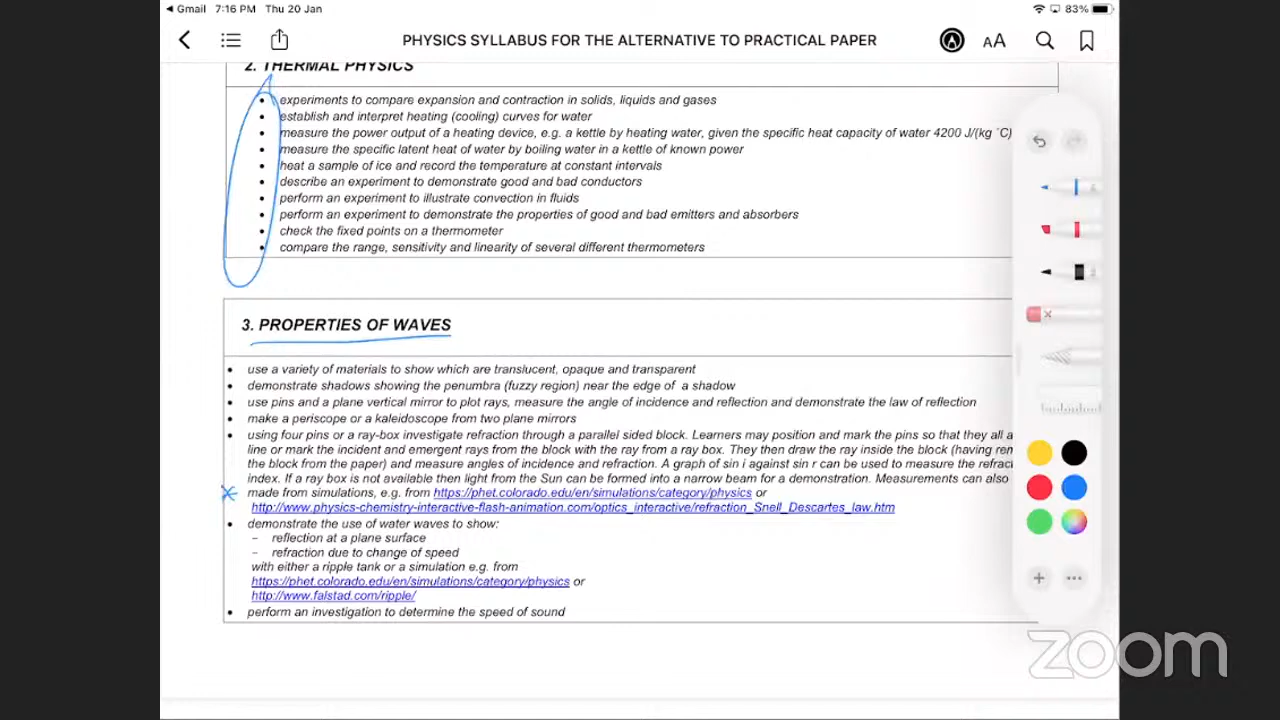 Gmail 7:16 PM Thu 20 Jan 83%
PHYSICS SYLLABUS FOR THE ALTERNATIVE TO PRACTICAL PAPER AA
2. THERMAL PHYSICS
• experiments to compare expansion and contraction in solids, liquids and gases
• establish and interpret heating (cooling) curves for water
• measure the power output of a heating device, e.g. a kettle by heating water, given the specific heat capacity of water 4200 J/(kg °C)
• measure the specific latent heat of water by boiling water in a kettle of known power
• heat a sample of ice and record the temperature at constant intervals
• describe an experiment to demonstrate good and bad conductors
• perform an experiment to illustrate convection in fluids
• perform an experiment to demonstrate the properties of good and bad emitters and absorbers
• check the fixed points on a thermometer
• compare the range, sensitivity and linearity of several different thermometers
3. PROPERTIES OF WAVES
• use a variety of materials to show which are translucent, opaque and transparent
• demonstrate shadows showing the penumbra (fuzzy region) near the edge of a shadow
• use pins and a plane vertical mirror to plot rays, measure the angle of incidence and reflection and demonstrate the law of reflection
• make a periscope or a kaleidoscope from two plane mirrors
• using four pins or a ray-box investigate refraction through a parallel sided block. Learners may position and mark the pins so that they all a
line or mark the incident and emergent rays from the block with the ray from a ray box. They then draw the ray inside the block (having
the block from the paper) and measure angles of incidence and refraction. A graph of sin i against sin r can be used to measure the
index. If a ray box is not available then light from the Sun can be formed into a narrow beam for a demonstration. Measurements can also
made from simulations, e.g. from https://phet.colorado.edu/en/simulations/category/physics or
http://www.physics-chemistry-interactive-flash-animation.com/optics_interactive/refraction_Snell_Descartes_law.htm
• demonstrate the use of water waves to show:
– reflection at a plane surface
– refraction due to change of speed
with either a ripple tank or a simulation e.g. from
https://phet.colorado.edu/en/simulations/category/physics or
http://www.falstad.com/ripple/
• perform an investigation to determine the speed of sound
zoom